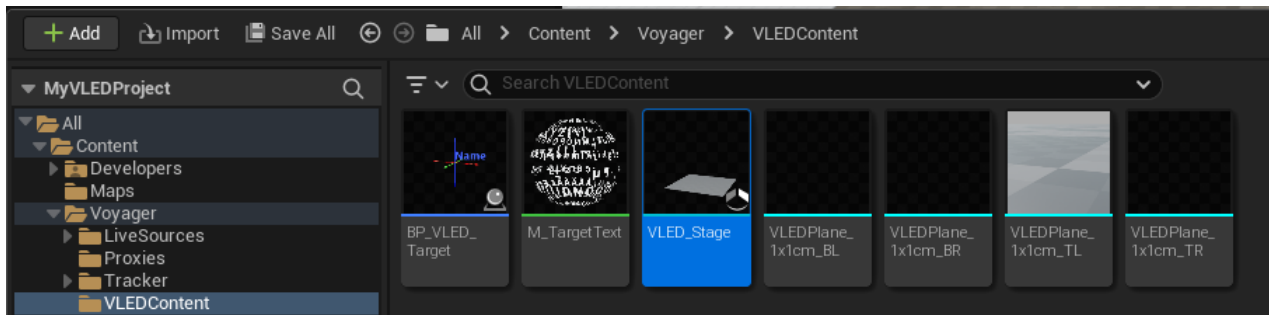 Add Import Save All All > Content > Voyager > VLEDContent
MyVLEDProject
Search VLEDContent
All
Content
Developers
Maps
Voyager
LiveSources
Proxies
Tracker
VLEDContent
Name
BP_VLED_
Target
M_TargetText
VLED_Stage
VLEDPlane_
1x1cm_BL
VLEDPlane_
1x1cm_BR
VLEDPlane_
1x1cm_TL
VLEDPlane_
1x1cm_TR